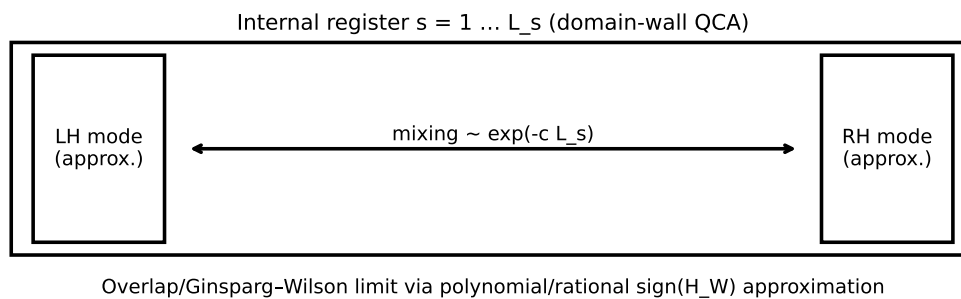 Internal register s = 1 ... L_s (domain-wall QCA)
LH mode
(approx.)
mixing ~ exp(-c L_s)
RH mode
(approx.)
Overlap/Ginsparg–Wilson limit via polynomial/rational sign(H_W) approximation